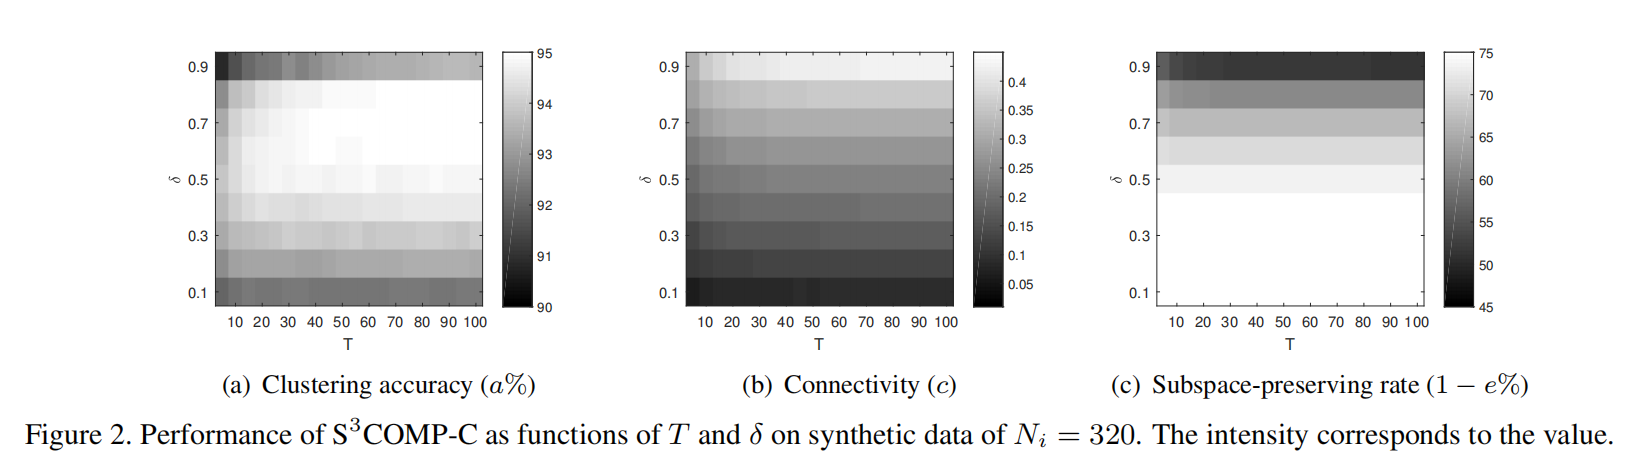 0.9
0.7
δ 0.5
0.3
0.1
10 20 30 40 50 60 70 80 90 100
T
95
94
93
92
91
90
0.9
0.7
δ 0.5
0.3
0.1
10 20 30 40 50 60 70 80 90 100
T
0.4
0.35
0.3
0.25
0.2
0.15
0.1
0.05
0.9
0.7
δ 0.5
0.3
0.1
10 20 30 40 50 60 70 80 90 100
T
75
70
65
60
55
50
45
(a) Clustering accuracy (a%)
(b) Connectivity (c)
(c) Subspace-preserving rate (1 − e%)
Figure 2. Performance of S³COMP-C as functions of T and δ on synthetic data of Nᵢ = 320. The intensity corresponds to the value.